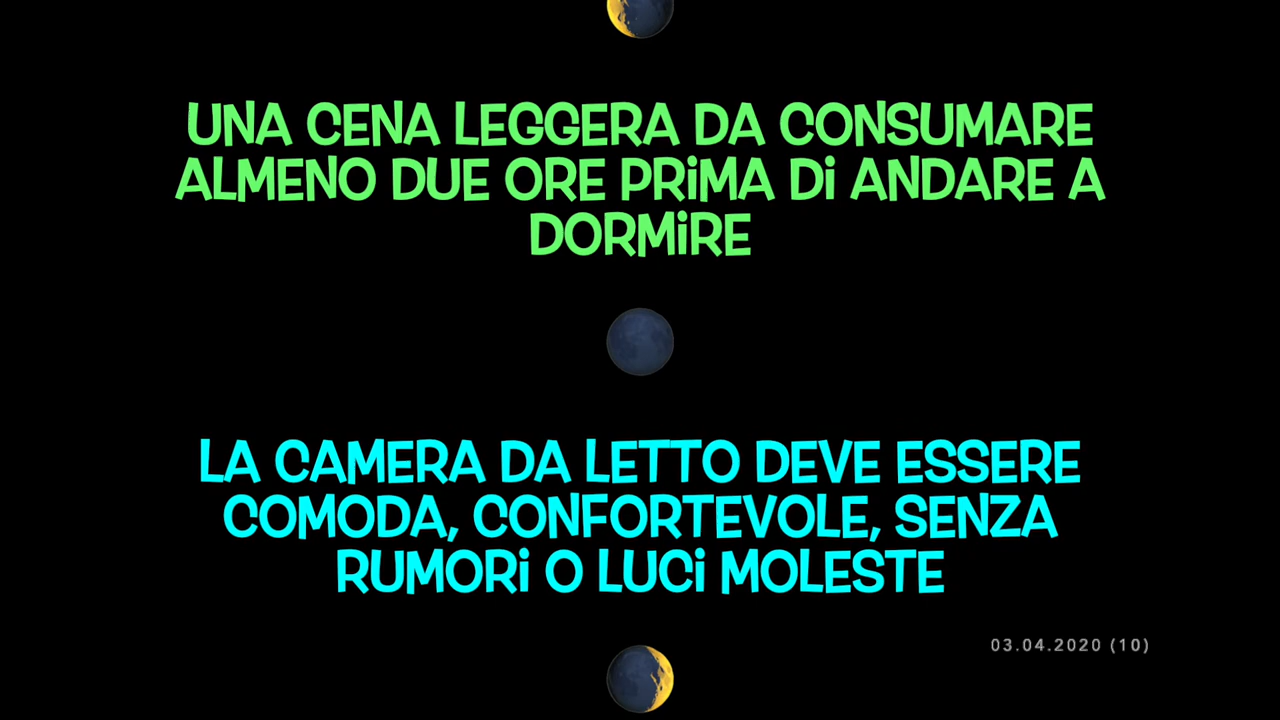 UNA CENA LEGGERA DA CONSUMARE
ALMENO DUE ORE PRiMA Di ANDARE A
DORMiRE
LA CAMERA DA LETTO DEVE ESSERE
COMODA, CONFORTEVOLE, SENZA
RUMORi O LUCi MOLESTE
03.04.2020 (10)